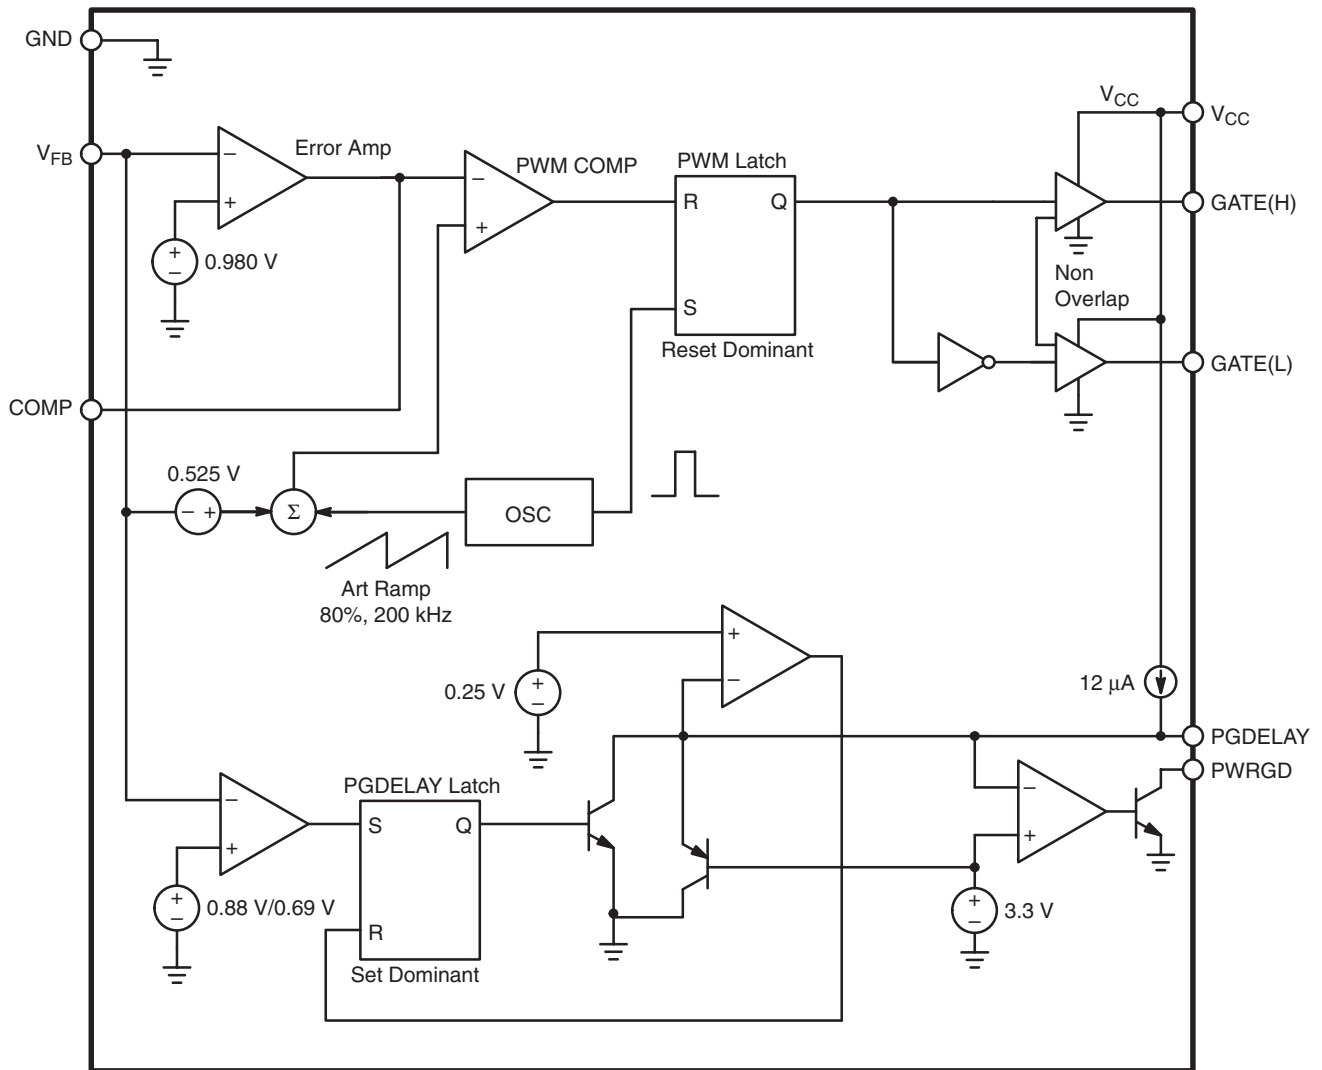 GND
V_CC
V_CC
V_FB
Error Amp
−
+
0.980 V
+
−
PWM COMP
−
+
PWM Latch
R
Q
S
Reset Dominant
GATE(H)
Non
Overlap
GATE(L)
COMP
0.525 V
− +
Σ
OSC
Art Ramp
80%, 200 kHz
+
−
0.25 V
+
−
12 μA
PGDELAY
PWRGD
PGDELAY Latch
−
+
S
Q
−
+
0.88 V/0.69 V
+
−
3.3 V
+
−
R
Set Dominant